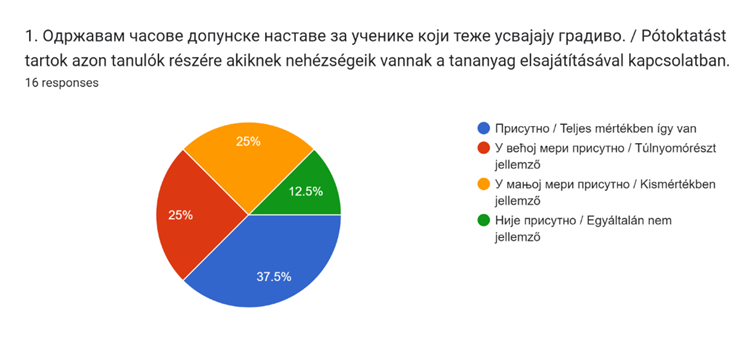 1. Одржавам часове допунске наставе за ученике који теже усвајају градиво. / Pótoktatást
tartok azon tanulók részére akiknek nehézségeik vannak a tananyag elsajátításával kapcsolatban.
16 responses
25%
12.5%
25%
37.5%
Присутно / Teljes mértékben így van
У већој мери присутно / Túlnyomórészt
jellemző
У мањој мери присутно / Kismértékben
jellemző
Није присутно / Egyáltalán nem
jellemző